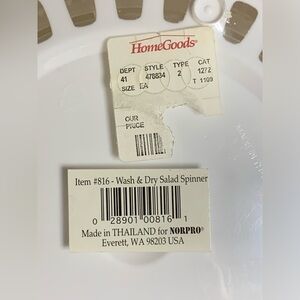 HomeGoods®
DEPT STYLE TYPE CAT
41 478834 2 1272
SIZE EA T 1109
OUR
PRICE
Item #816 - Wash & Dry Salad Spinner
0 28901 00816 1
Made in THAILAND for NORPRO®
Everett, WA 98203 USA